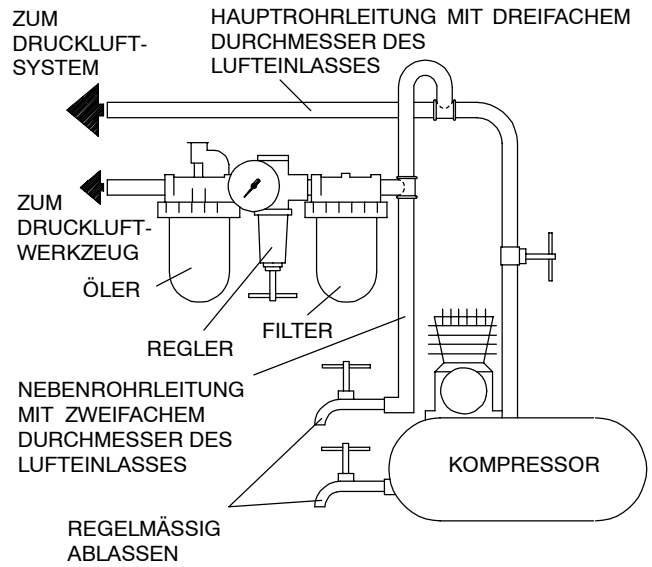 ZUM
DRUCKLUFT-
SYSTEM
HAUPTROHRLEITUNG MIT DREIFACHEM
DURCHMESSER DES
LUFTEINLASSES
ZUM
DRUCKLUFT-
WERKZEUG
ÖLER
REGLER
FILTER
NEBENROHRLEITUNG
MIT ZWEIFACHEM
DURCHMESSER DES
LUFTEINLASSES
KOMPRESSOR
REGELMÄSSIG
ABLASSEN